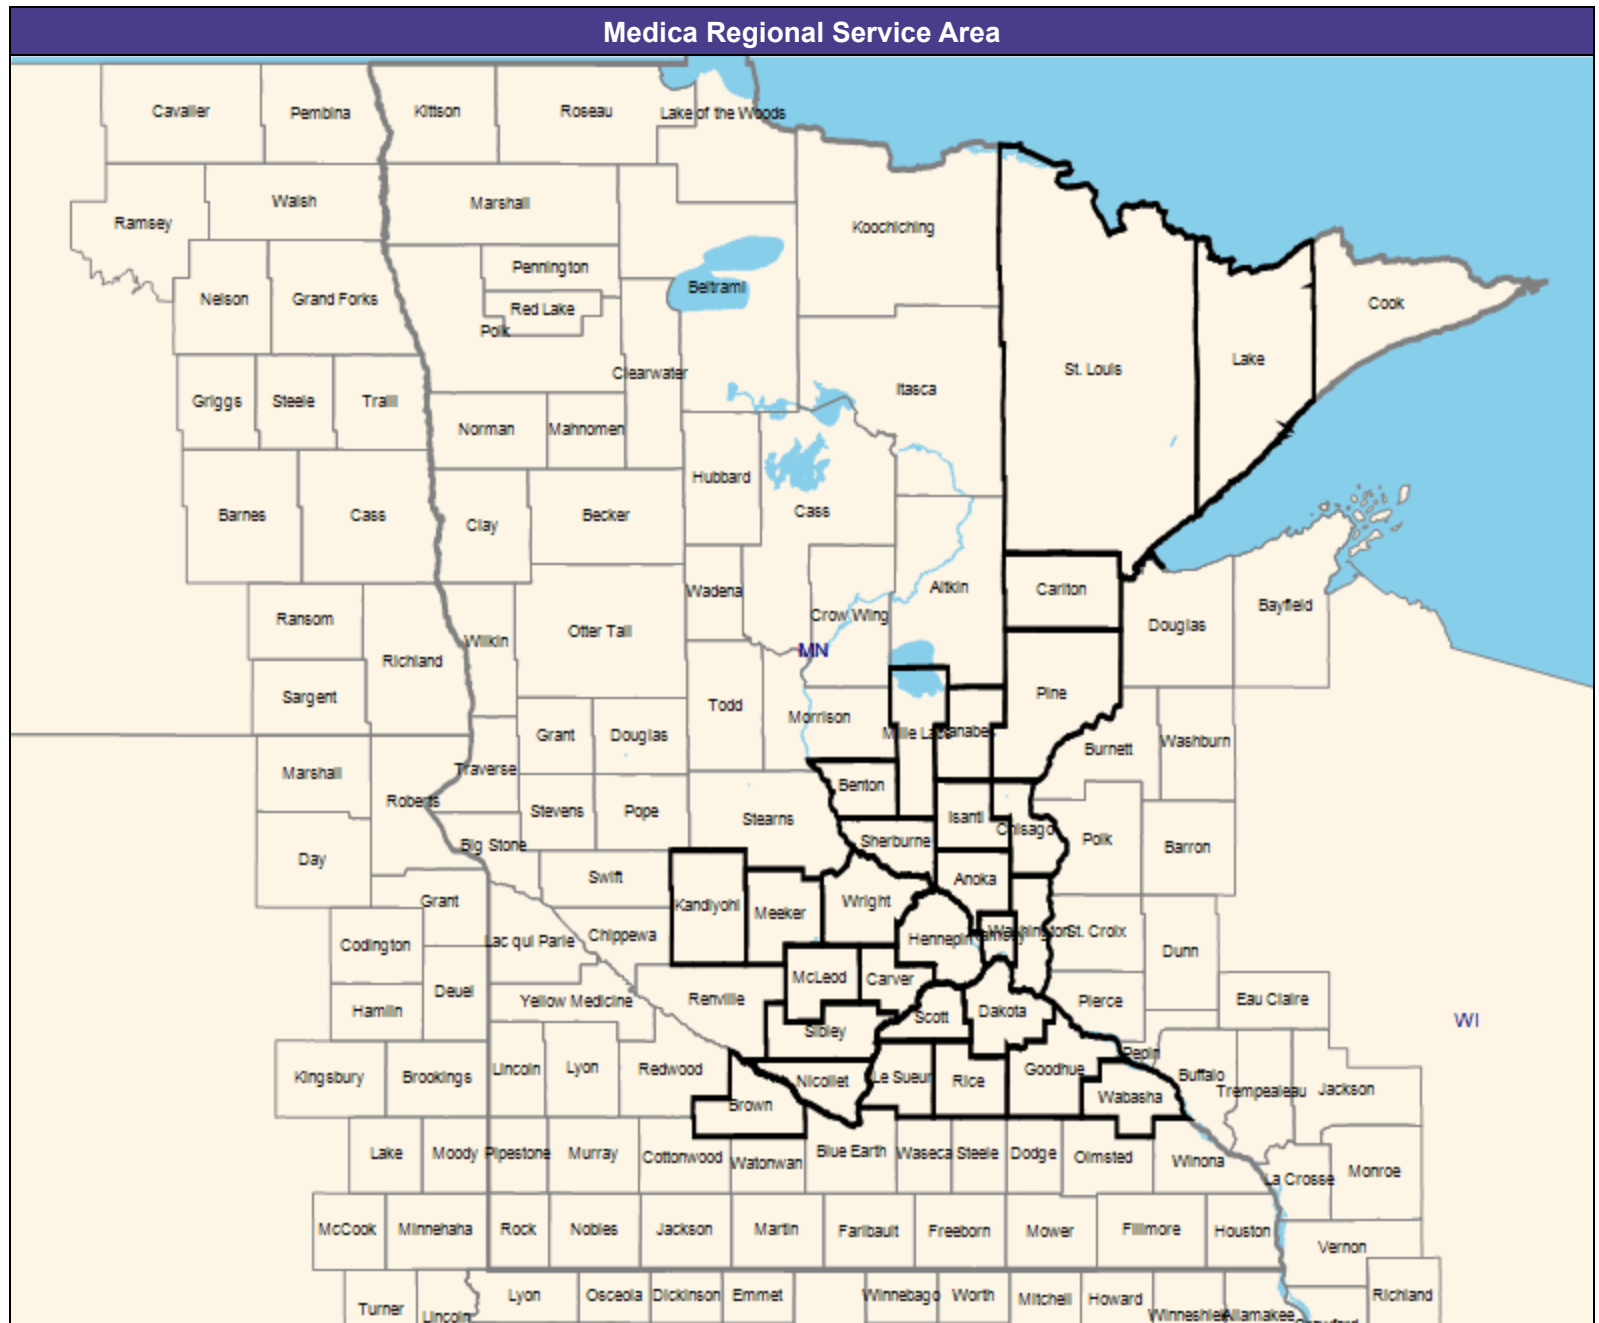 Medica Regional Service Area
Cavalier
Pembina
Kittson
Roseau
Lake of the Woods
Walsh
Marshall
Ramsey
Koochiching
Pennington
Beltrami
Nelson
Grand Forks
Red Lake
Cook
Polk
St. Louis
Lake
Clearwater
Itasca
Griggs
Steele
Traill
Norman
Mahnomen
Hubbard
Cass
Barnes
Cass
Clay
Becker
Wadena
Aitkin
Carlton
Bayfield
Ransom
Crow Wing
Douglas
Otter Tail
Wilkin
MN
Richland
Sargent
Pine
Todd
Morrison
Grant
Douglas
Mille Lacs
Kanabec
Burnett
Washburn
Marshall
Traverse
Benton
Roberts
Stevens
Pope
Stearns
Isanti
Chisago
Polk
Barron
Day
Big Stone
Sherburne
Swift
Anoka
Grant
Kandiyohi
Meeker
Wright
Codington
Lac qui Parle
Chippewa
Hennepin
Ramsey
Washington
St. Croix
Dunn
McLeod
Carver
Deuel
Yellow Medicine
Renville
Pierce
Eau Claire
Hamlin
Scott
Dakota
WI
Sibley
Pepin
Kingsbury
Brookings
Lincoln
Lyon
Redwood
Nicollet
Le Sueur
Rice
Goodhue
Buffalo
Trempealeau
Jackson
Brown
Wabasha
Lake
Moody
Pipestone
Murray
Cottonwood
Watonwan
Blue Earth
Waseca
Steele
Dodge
Olmsted
Winona
La Crosse
Monroe
McCook
Minnehaha
Rock
Nobles
Jackson
Martin
Faribault
Freeborn
Mower
Fillmore
Houston
Vernon
Turner
Lincoln
Lyon
Osceola
Dickinson
Emmet
Winnebago
Worth
Mitchell
Howard
Winneshiek
Allamakee
Crawford
Richland